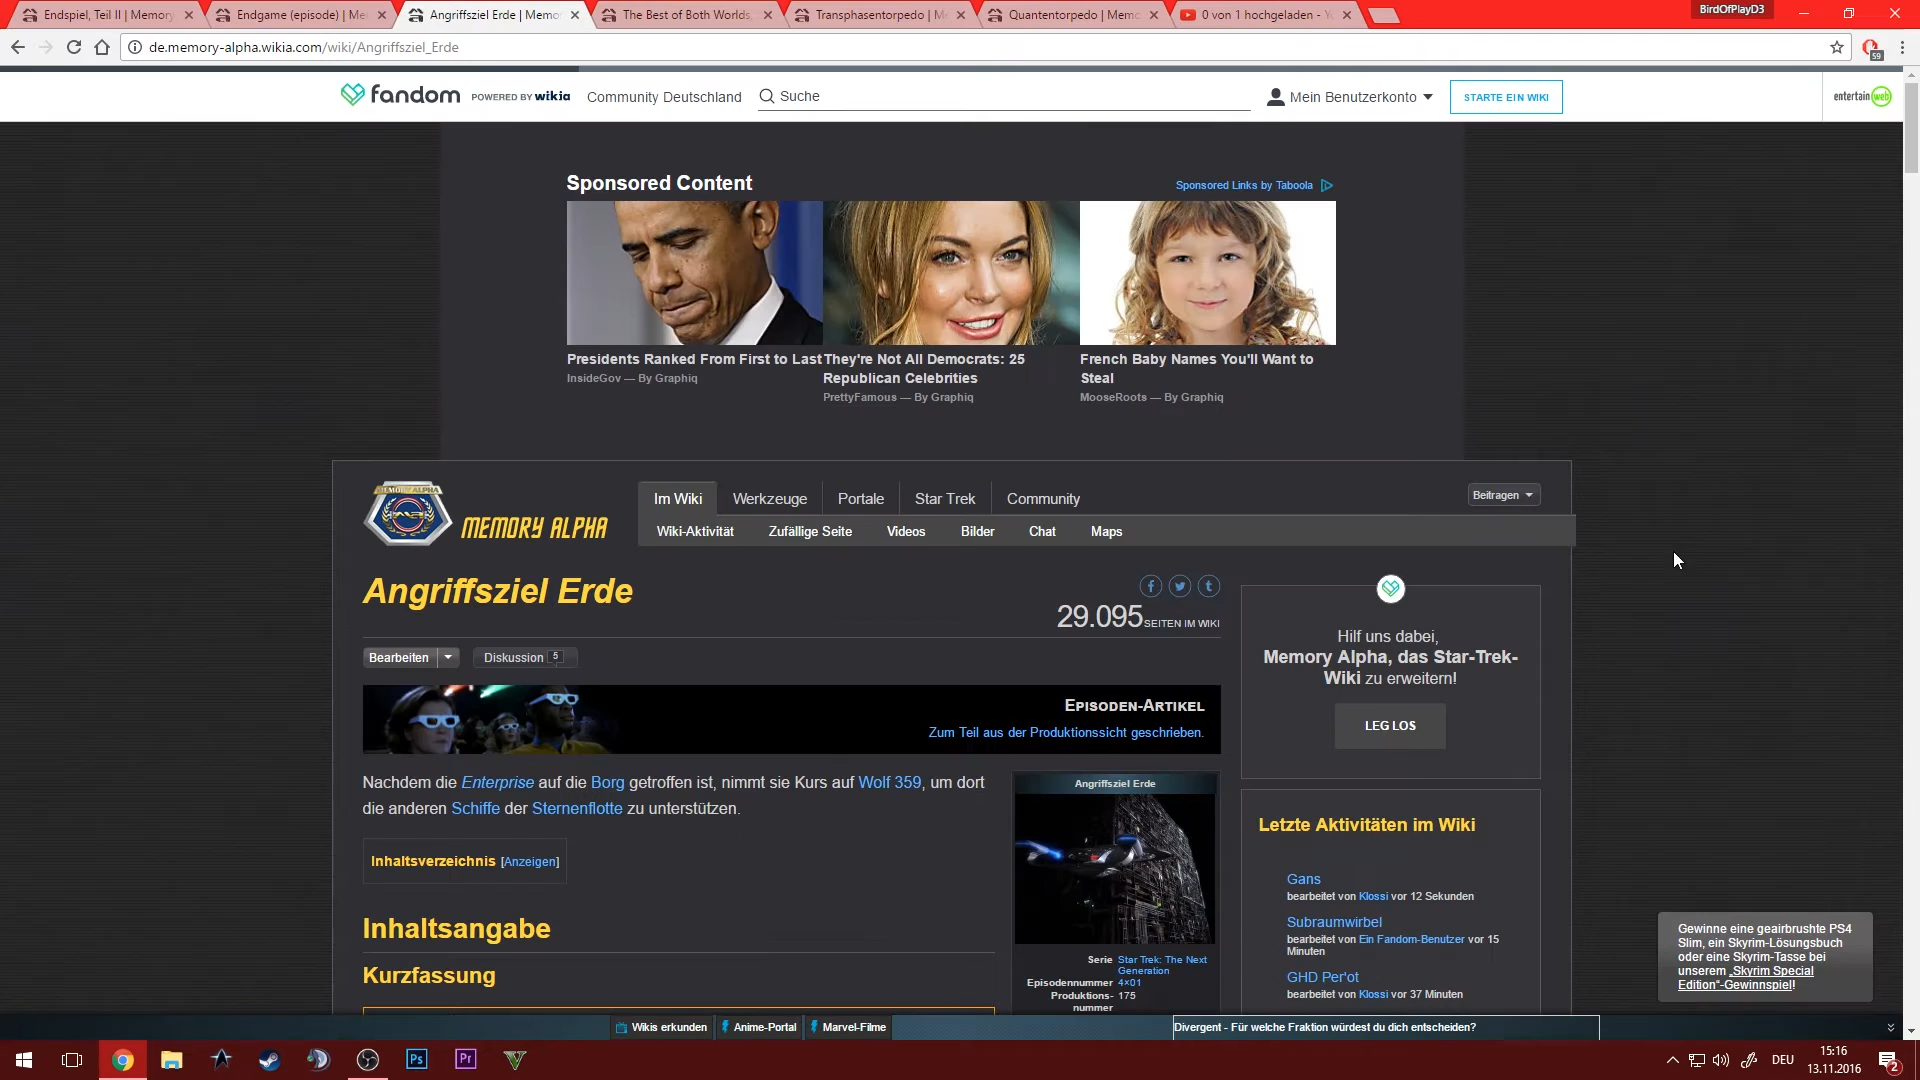 Endspiel, Teil II | Memory
Endgame (episode) | Me
Angriffsziel Erde | Memo
The Best of Both Worlds,
Transphasentorpedo | M
Quantentorpedo | Memo
0 von 1 hochgeladen - Y
BirdOfPlayD3
de.memory-alpha.wikia.com/wiki/Angriffsziel_Erde
59
fandom
POWERED BY wikia
Community Deutschland
Suche
Mein Benutzerkonto
STARTE EIN WIKI
entertain web
Sponsored Content
Sponsored Links by Taboola
Presidents Ranked From First to Last
InsideGov — By Graphiq
They're Not All Democrats: 25
Republican Celebrities
PrettyFamous — By Graphiq
French Baby Names You'll Want to
Steal
MooseRoots — By Graphiq
MEMORY ALPHA
MEMORY ALPHA
Im Wiki
Werkzeuge
Portale
Star Trek
Community
Beitragen
Wiki-Aktivität
Zufällige Seite
Videos
Bilder
Chat
Maps
Angriffsziel Erde
29.095 SEITEN IM WIKI
Bearbeiten
Diskussion 5
EPISODEN-ARTIKEL
Zum Teil aus der Produktionssicht geschrieben.
Nachdem die Enterprise auf die Borg getroffen ist, nimmt sie Kurs auf Wolf 359, um dort
die anderen Schiffe der Sternenflotte zu unterstützen.
Inhaltsverzeichnis [Anzeigen]
Inhaltsangabe
Kurzfassung
Angriffsziel Erde
Serie Star Trek: The Next
Generation
Episodennummer 4×01
Produktions- 175
nummer
Hilf uns dabei,
Memory Alpha, das Star-Trek-
Wiki zu erweitern!
LEG LOS
Letzte Aktivitäten im Wiki
Gans
bearbeitet von Klossi vor 12 Sekunden
Subraumwirbel
bearbeitet von Ein Fandom-Benutzer vor 15
Minuten
GHD Per'ot
bearbeitet von Klossi vor 37 Minuten
Gewinne eine geairbrushte PS4
Slim, ein Skyrim-Lösungsbuch
oder eine Skyrim-Tasse bei
unserem „Skyrim Special
Edition“-Gewinnspiel!
Wikis erkunden
Anime-Portal
Marvel-Filme
Divergent - Für welche Fraktion würdest du dich entscheiden?
Ps
Pr
V
DEU
15:16
13.11.2016
2